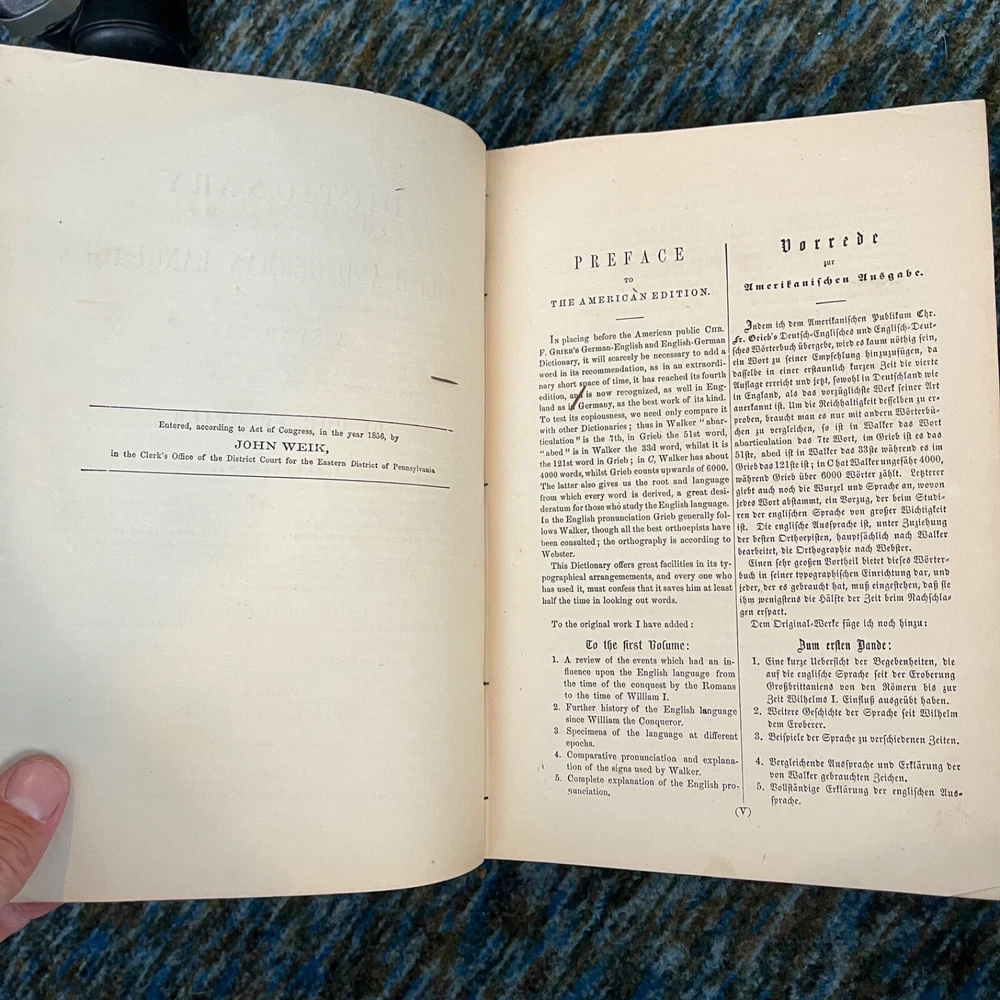 Entered, according to Act of Congress, in the year 1856, by
JOHN WEIK,
in the Clerk's Office of the District Court for the Eastern District of Pennsylvania
PREFACE
TO
THE AMERICAN EDITION.
In placing before the American public Chr.
F. Grieb's German-English and English-German
Dictionary, it will scarcely be necessary to add a
word in its recommendation, as in an extraordi-
nary short space of time, it has reached its fourth
edition, and is now recognized, as well in Eng-
land as in Germany, as the best work of its kind.
To test its copiousness, we need only compare it
with other Dictionaries; thus in Walker "abar-
ticulation" is the 7th, in Grieb the 51st word,
"abed" is in Walker the 33d word, whilst it is
the 121st word in Grieb; in C, Walker has about
4000 words, whilst Grieb counts upwards of 6000.
The latter also gives us the root and language
from which every word is derived, a great desi-
deratum for those who study the English language.
In the English pronunciation Grieb generally fol-
lows Walker, though all the best orthoepists have
been consulted; the orthography is according to
Webster.
This Dictionary offers great facilities in its ty-
pographical arrangemements, and every one who
has used it, must confess that it saves him at least
half the time in looking out words.
To the original work I have added:
To the first Volume:
1. A review of the events which had an in-
fluence upon the English language from
the time of the conquest by the Romans
to the time of William I.
2. Further history of the English language
since William the Conqueror.
3. Specimens of the language at different
epochs.
4. Comparative pronunciation and explana-
tion of the signs used by Walker.
5. Complete explanation of the English pro-
nunciation.
Vorrede
zur
Amerikanischen Ausgabe.
Indem ich dem Amerikanischen Publikum Chr.
Fr. Grieb's Deutsch-Englisches und Englisch-Deut-
sches Wörterbuch übergebe, wird es kaum nöthig sein,
ein Wort zu seiner Empfehlung hinzuzufügen, da
dasselbe in einer erstaunlich kurzen Zeit die vierte
Auflage erreicht und jetzt, sowohl in Deutschland wie
in England, als das vorzüglichste Werk seiner Art
anerkannt ist. Um die Reichhaltigkeit desselben zu er-
proben, braucht man es nur mit andern Wörterbü-
chen zu vergleichen, so ist in Walker das Wort
abarticulation das 7te Wort, im Grieb ist es das
51ste, abed ist in Walker das 33ste während es im
Grieb das 121ste ist; in C hat Walker ungefähr 4000,
während Grieb über 6000 Wörter zählt. Letzterer
giebt auch noch die Wurzel und Sprache an, wovon
jedes Wort abstammt, ein Vorzug, der beim Studi-
ren der englischen Sprache von großer Wichtigkeit
ist. Die englische Aussprache ist, unter Zuziehung
der besten Orthoepisten, hauptsächlich nach Walker
bearbeitet, die Orthographie nach Webster.
Einen sehr großen Vortheil bietet dieses Wörter-
buch in seiner typographischen Einrichtung dar, und
jeder, der es gebraucht hat, muß eingestehen, daß sie
ihm wenigstens die Hälfte der Zeit beim Nachschla-
gen erspart.
Dem Original-Werke füge ich noch hinzu:
Zum ersten Bande:
1. Eine kurze Uebersicht der Begebenheiten, die
auf die englische Sprache seit der Eroberung
Großbrittaniens von den Römern bis zur
Zeit Wilhelms I. Einfluß ausgeübt haben.
2. Weitere Geschichte der Sprache seit Wilhelm
dem Eroberer.
3. Beispiele der Sprache zu verschiedenen Zeiten.
4. Vergleichende Aussprache und Erklärung der
von Walker gebrauchten Zeichen.
5. Vollständige Erklärung der englischen Aus-
sprache.
(V)